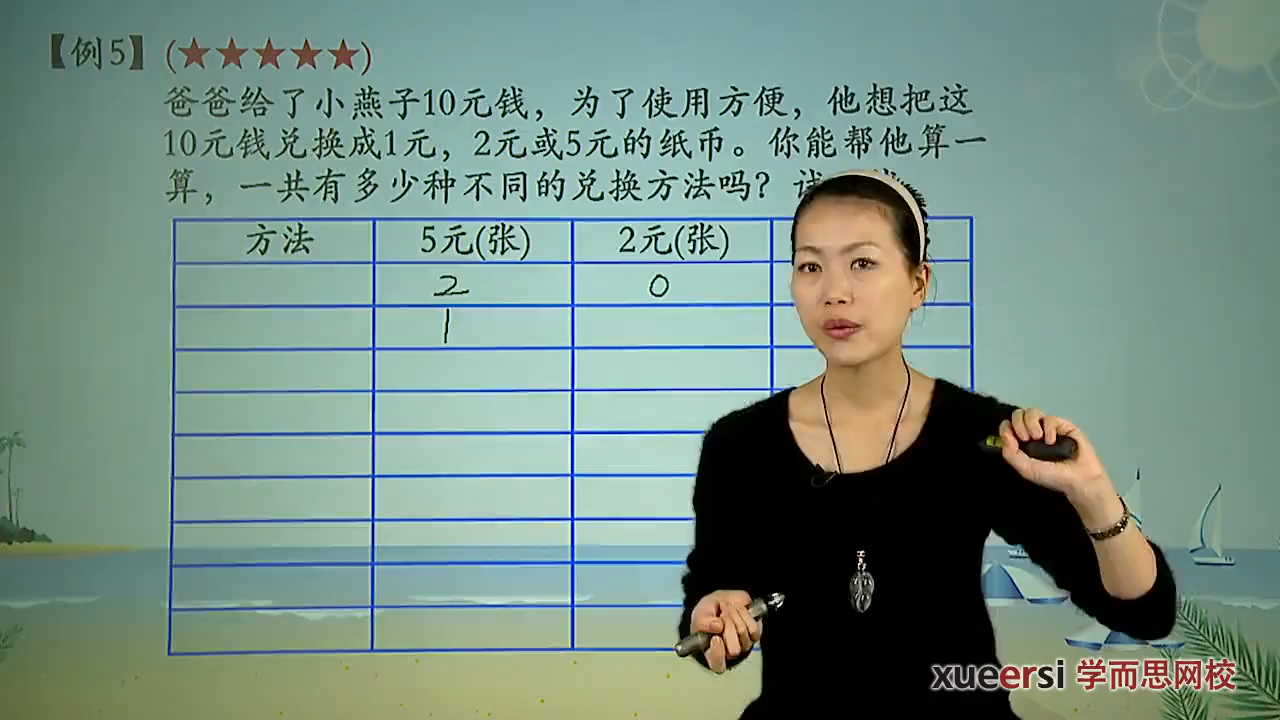 【例5】(★★★★★)
爸爸给了小燕子10元钱，为了使用方便，他想把这
10元钱兑换成1元，2元或5元的纸币。你能帮他算一
算，一共有多少种不同的兑换方法吗？
方法 5元(张) 2元(张)
2 0
1
xueersi 学而思网校